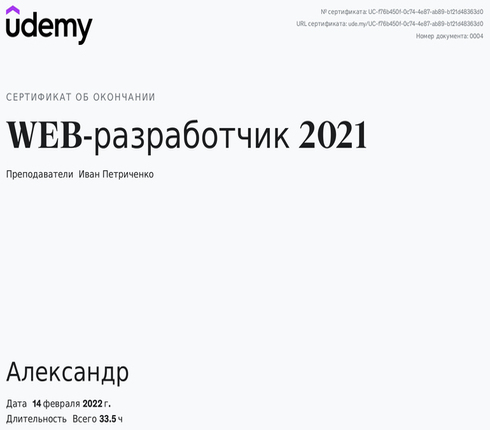 udemy
№ сертификата: UC-f76b450f-0c74-4e87-ab89-b121d48363d0
URL сертификата: ude.my/UC-f76b450f-0c74-4e87-ab89-b121d48363d0
Номер документа: 0004
СЕРТИФИКАТ ОБ ОКОНЧАНИИ
WEB-разработчик 2021
Преподаватели Иван Петриченко
Александр
Дата 14 февраля 2022 г.
Длительность Всего 33.5 ч